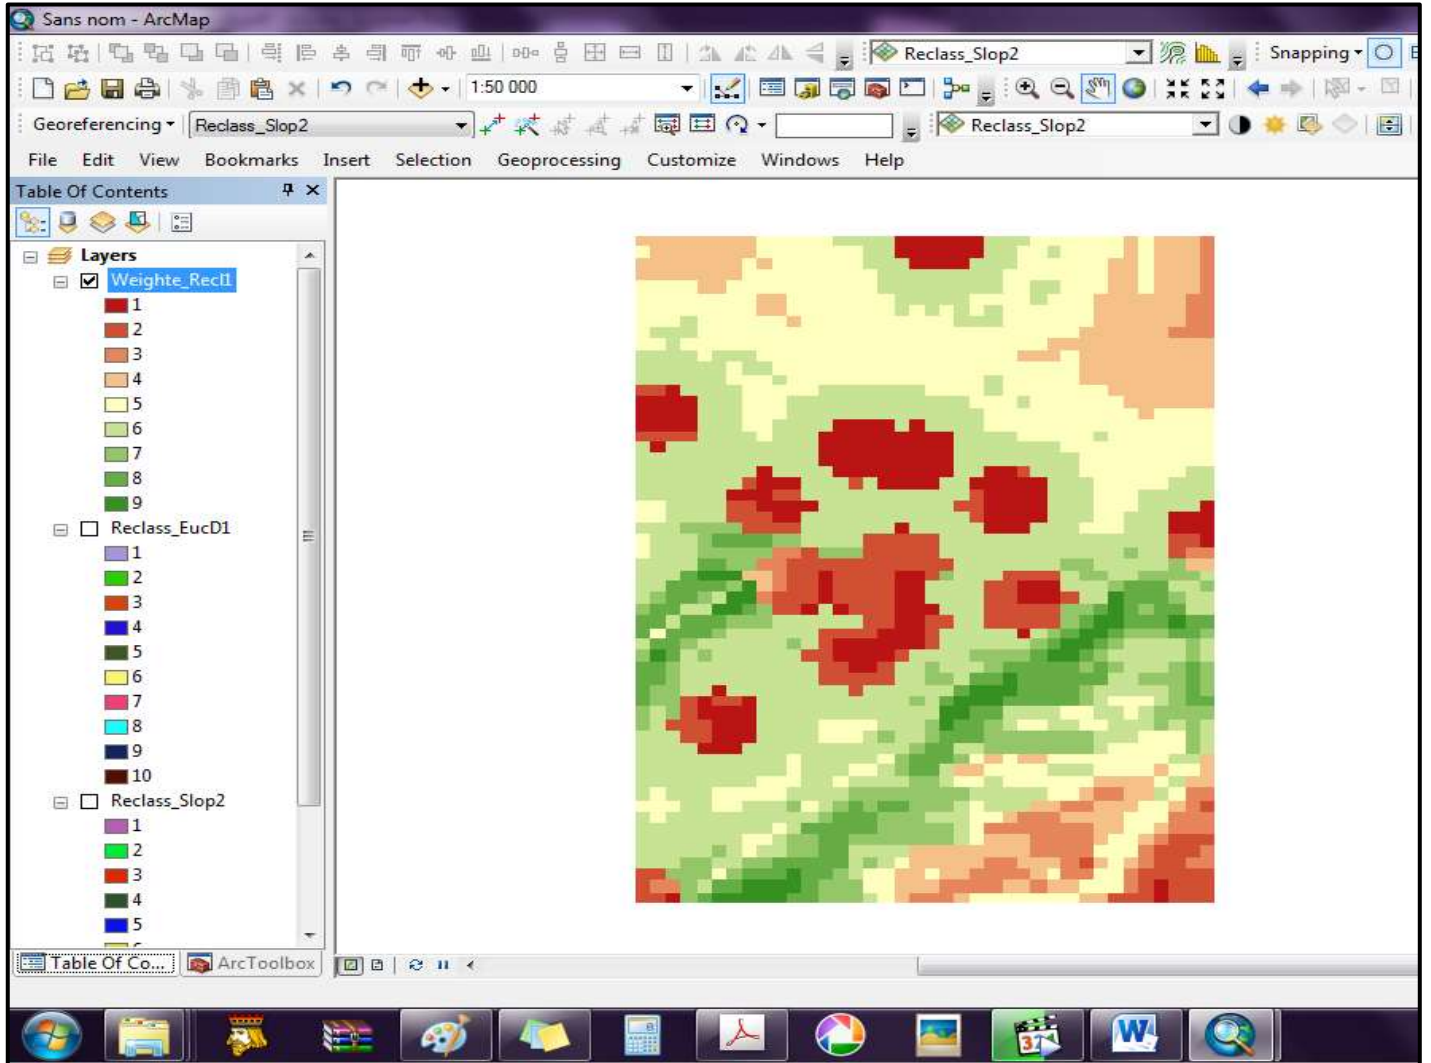 Sans nom - ArcMap
Reclass_Slop2
Snapping
1:50 000
Georeferencing
Reclass_Slop2
Reclass_Slop2
File Edit View Bookmarks Insert Selection Geoprocessing Customize Windows Help
Table Of Contents
Layers
Weighte_Recl1
1
2
3
4
5
6
7
8
9
Reclass_EucD1
1
2
3
4
5
6
7
8
9
10
Reclass_Slop2
1
2
3
4
5
Table Of Co... ArcToolbox